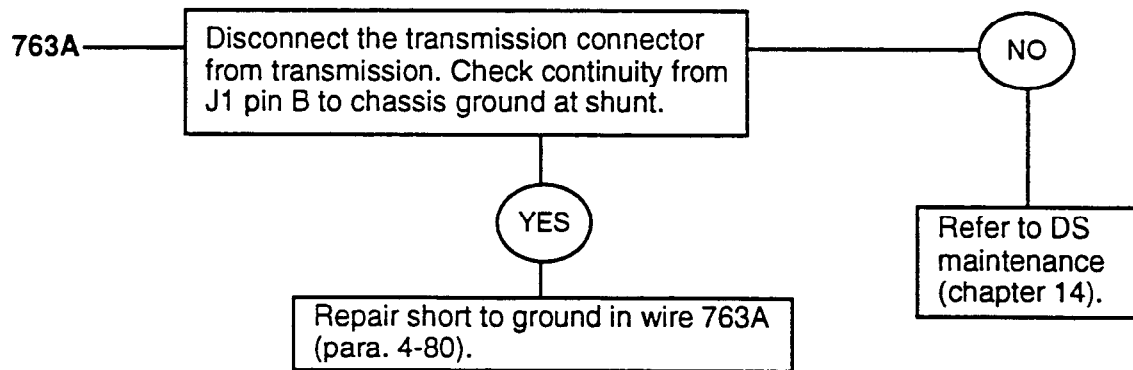 763A
Disconnect the transmission connector
from transmission. Check continuity from
J1 pin B to chassis ground at shunt.
NO
YES
Refer to DS
maintenance
(chapter 14).
Repair short to ground in wire 763A
(para. 4-80).